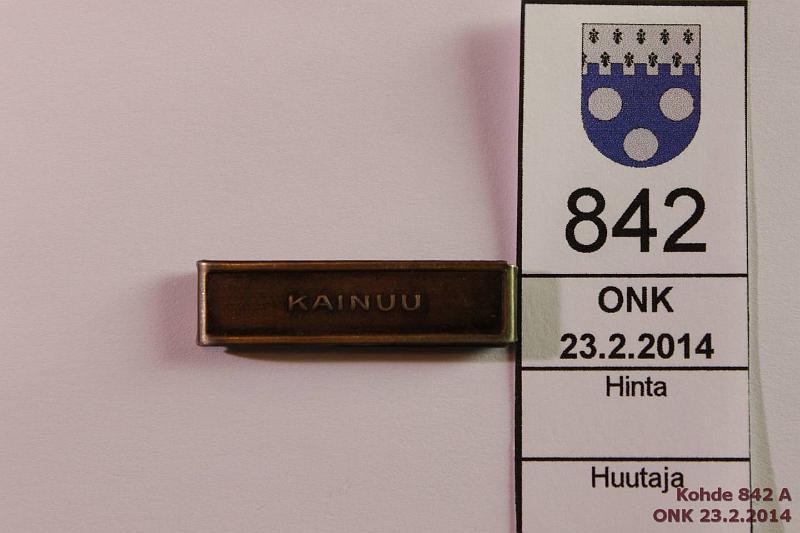 KAINUU
842
ONK
23.2.2014
Hinta
Huutaja
Kohde 842 A
ONK 23.2.2014